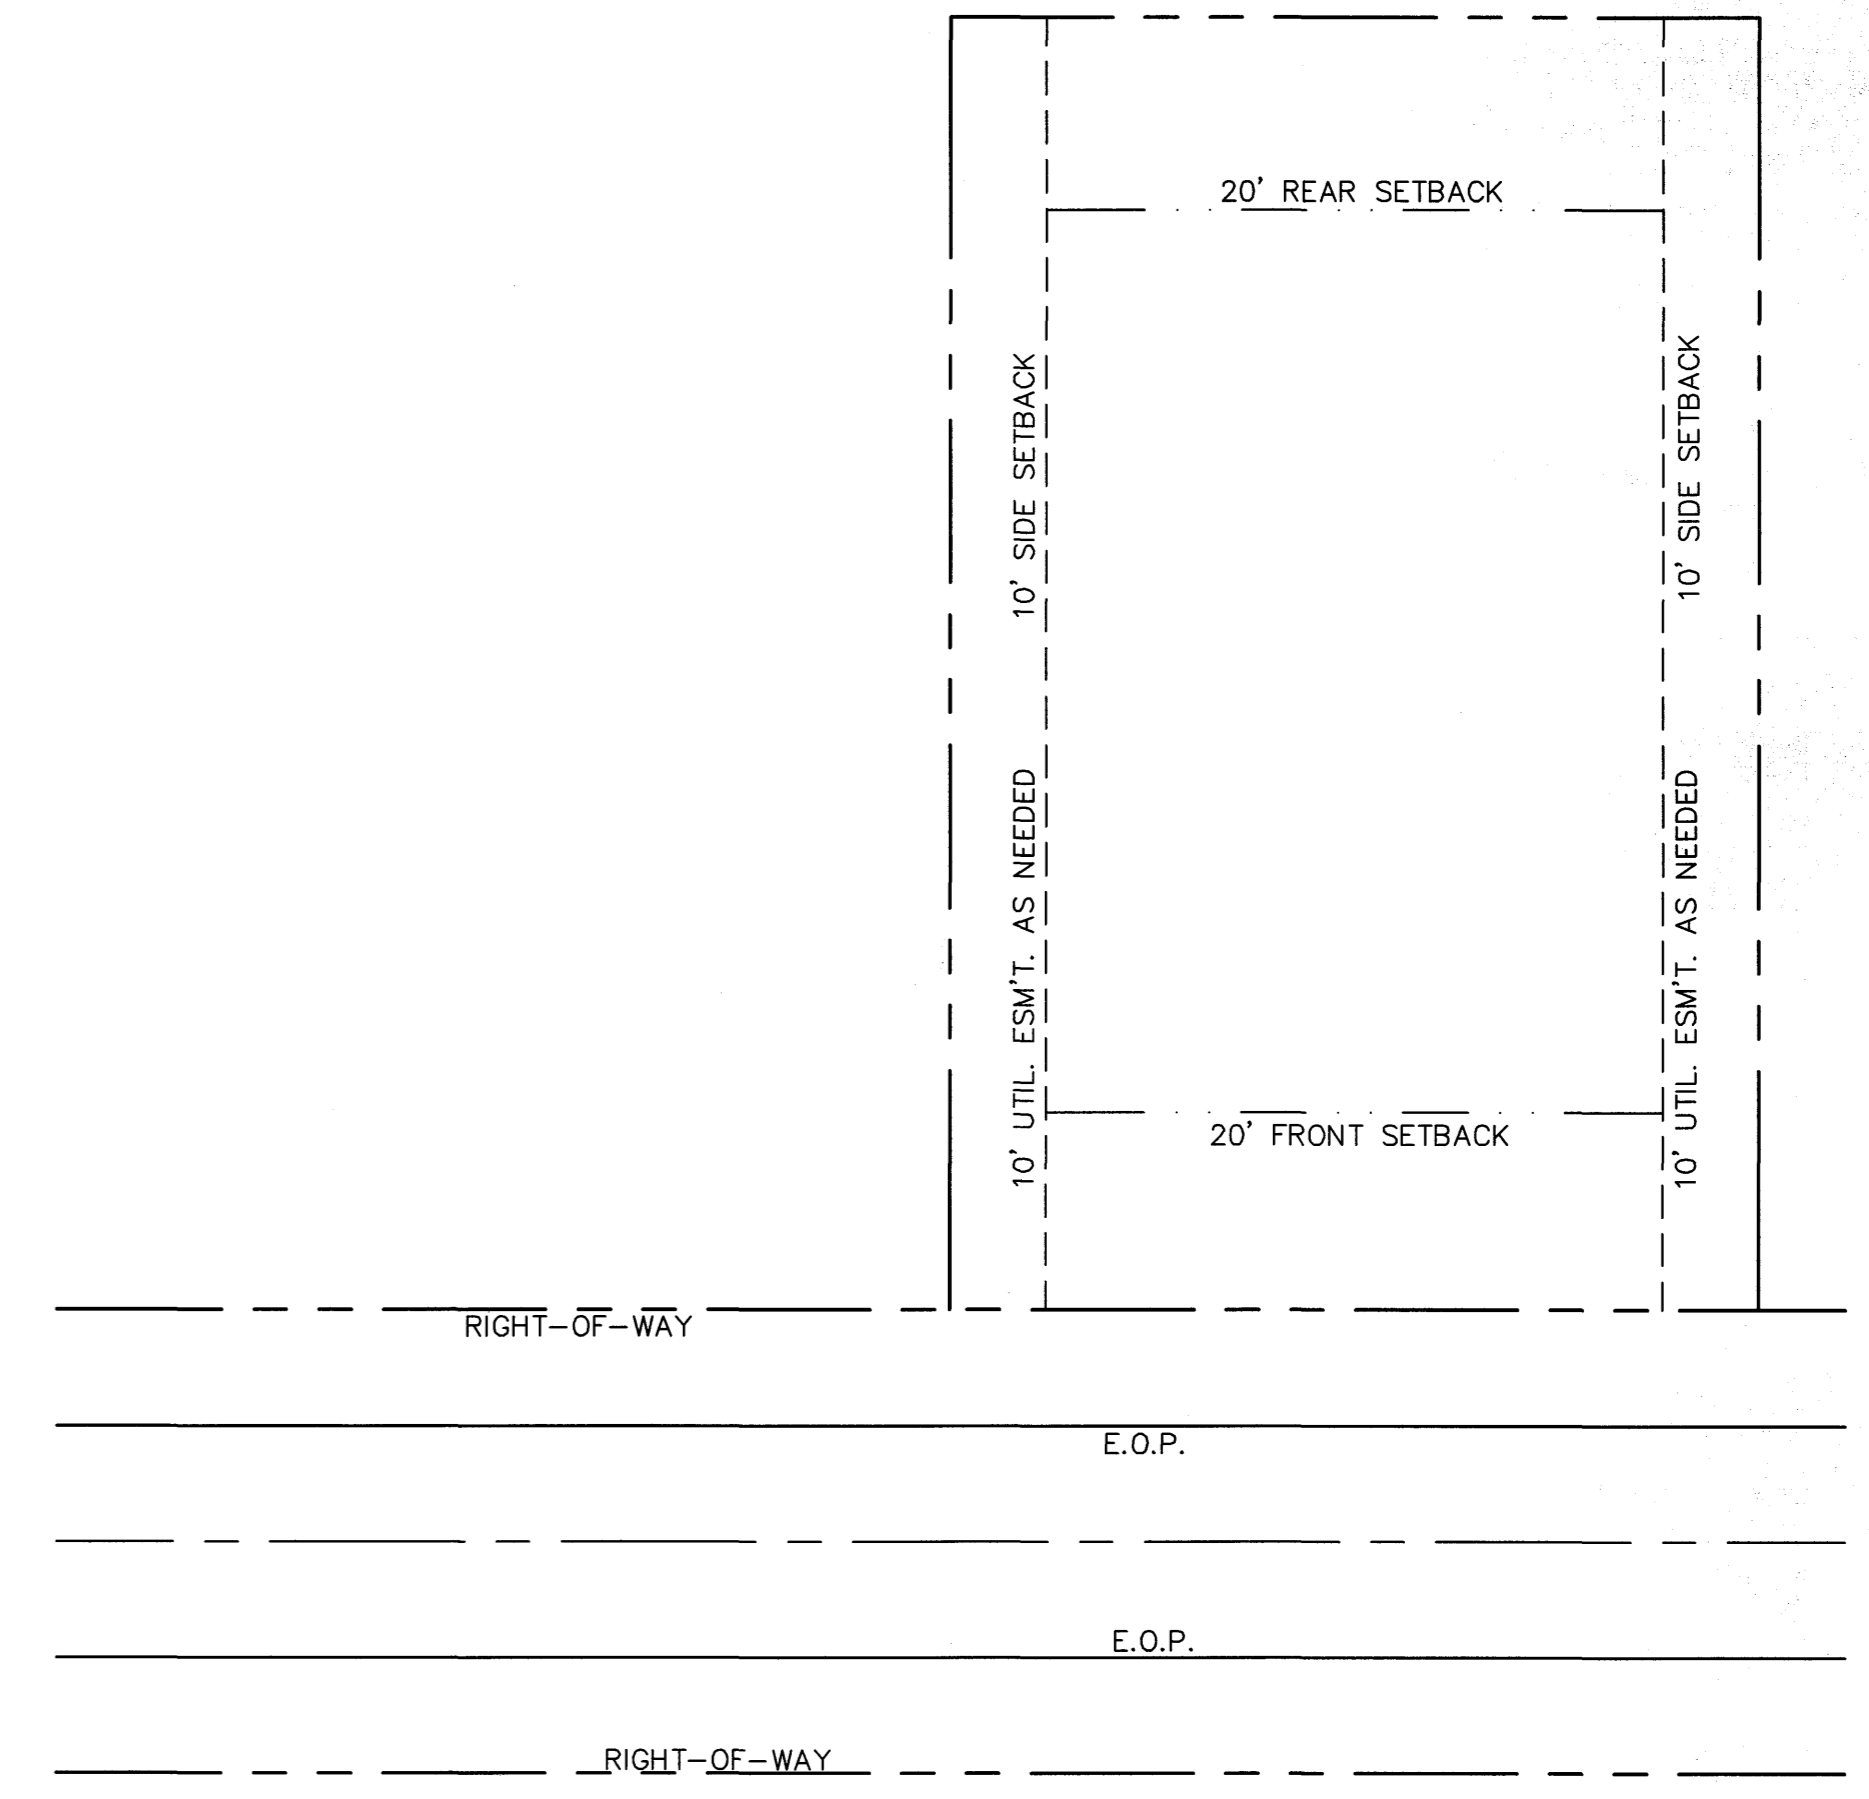 20' REAR SETBACK
10' SIDE SETBACK
10' SIDE SETBACK
10' UTIL. ESM'T. AS NEEDED
10' UTIL. ESM'T. AS NEEDED
20' FRONT SETBACK
RIGHT-OF-WAY
E.O.P.
E.O.P.
RIGHT-OF-WAY